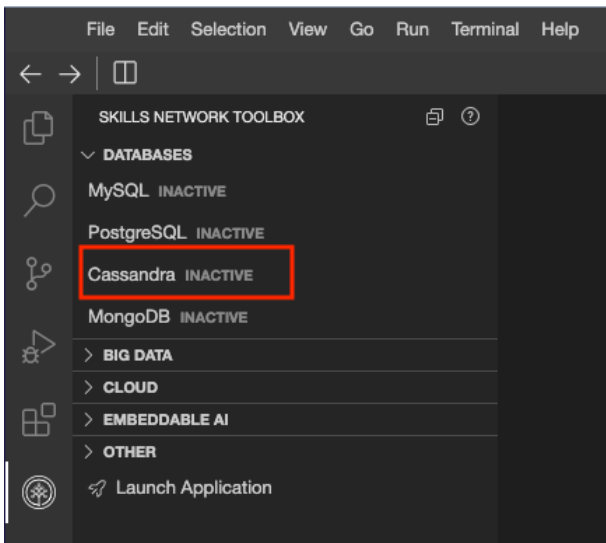 File Edit Selection View Go Run Terminal Help
SKILLS NETWORK TOOLBOX
DATABASES
MySQL INACTIVE
PostgreSQL INACTIVE
Cassandra INACTIVE
MongoDB INACTIVE
BIG DATA
CLOUD
EMBEDDABLE AI
OTHER
Launch Application